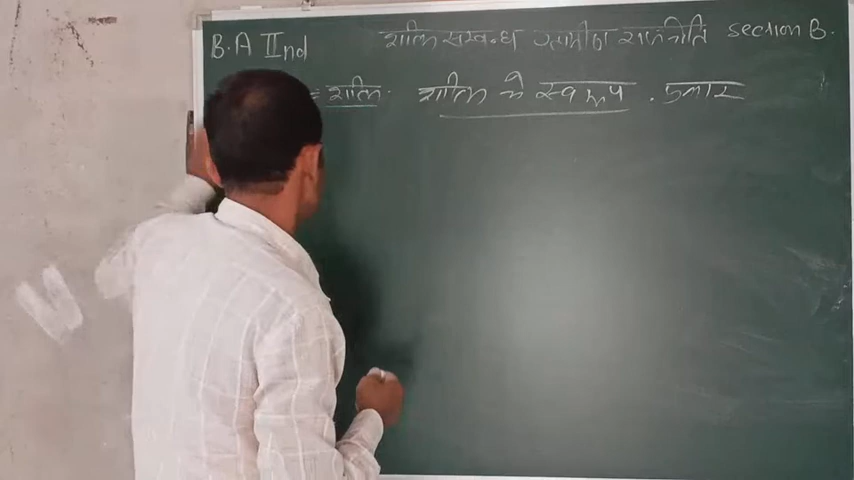 B.A IInd शक्ति सम्बन्ध ग्रामीण राजनीति section B.
= शक्ति. शक्ति के स्वरूप . प्रकार